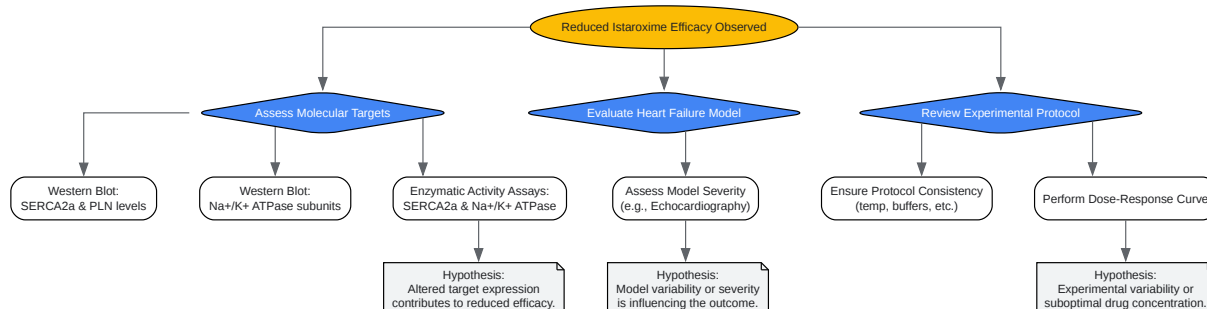 Reduced Istaroxime Efficacy Observed
Assess Molecular Targets
Evaluate Heart Failure Model
Review Experimental Protocol
Western Blot:
SERCA2a & PLN levels
Western Blot:
Na+/K+ ATPase subunits
Enzymatic Activity Assays:
SERCA2a & Na+/K+ ATPase
Assess Model Severity
(e.g., Echocardiography)
Ensure Protocol Consistency
(temp, buffers, etc.)
Perform Dose-Response Curve
Hypothesis:
Altered target expression
contributes to reduced efficacy.
Hypothesis:
Model variability or severity
is influencing the outcome.
Hypothesis:
Experimental variability or
suboptimal drug concentration.